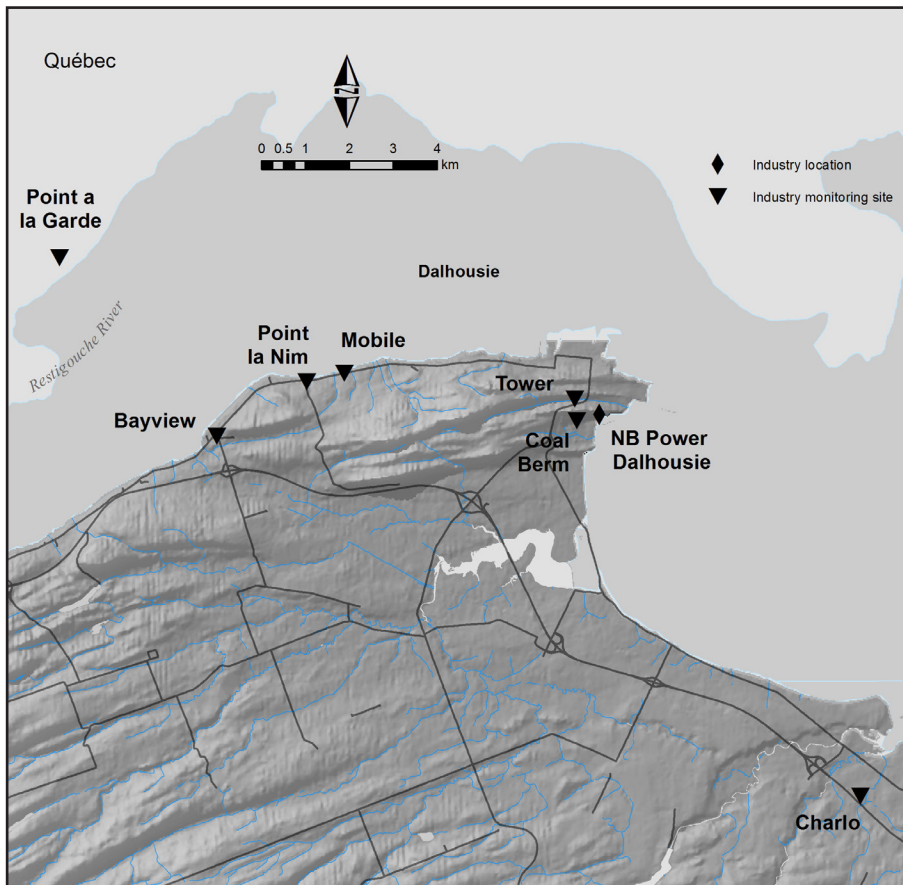 Québec
N
0 0.5 1 2 3 4
km
Industry location
Industry monitoring site
Point a
la Garde
Dalhousie
Restigouche River
Point
la Nim
Mobile
Tower
Bayview
Coal
Berm
NB Power
Dalhousie
Charlo